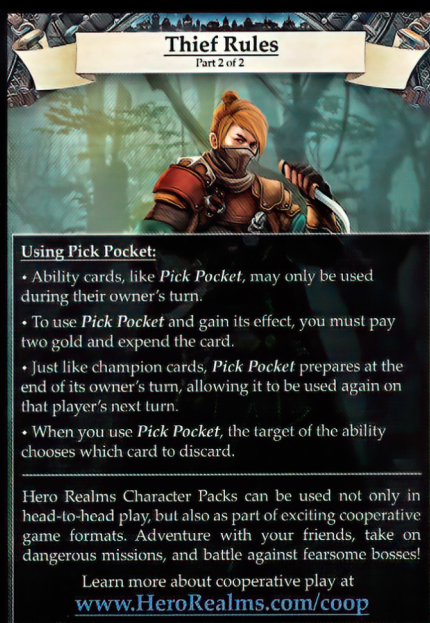 Thief Rules
Part 2 of 2
Using Pick Pocket:
• Ability cards, like Pick Pocket, may only be used
during their owner's turn.
• To use Pick Pocket and gain its effect, you must pay
two gold and expend the card.
• Just like champion cards, Pick Pocket prepares at the
end of its owner's turn, allowing it to be used again on
that player's next turn.
• When you use Pick Pocket, the target of the ability
chooses which card to discard.
Hero Realms Character Packs can be used not only in
head-to-head play, but also as part of exciting cooperative
game formats. Adventure with your friends, take on
dangerous missions, and battle against fearsome bosses!
Learn more about cooperative play at
www.HeroRealms.com/coop